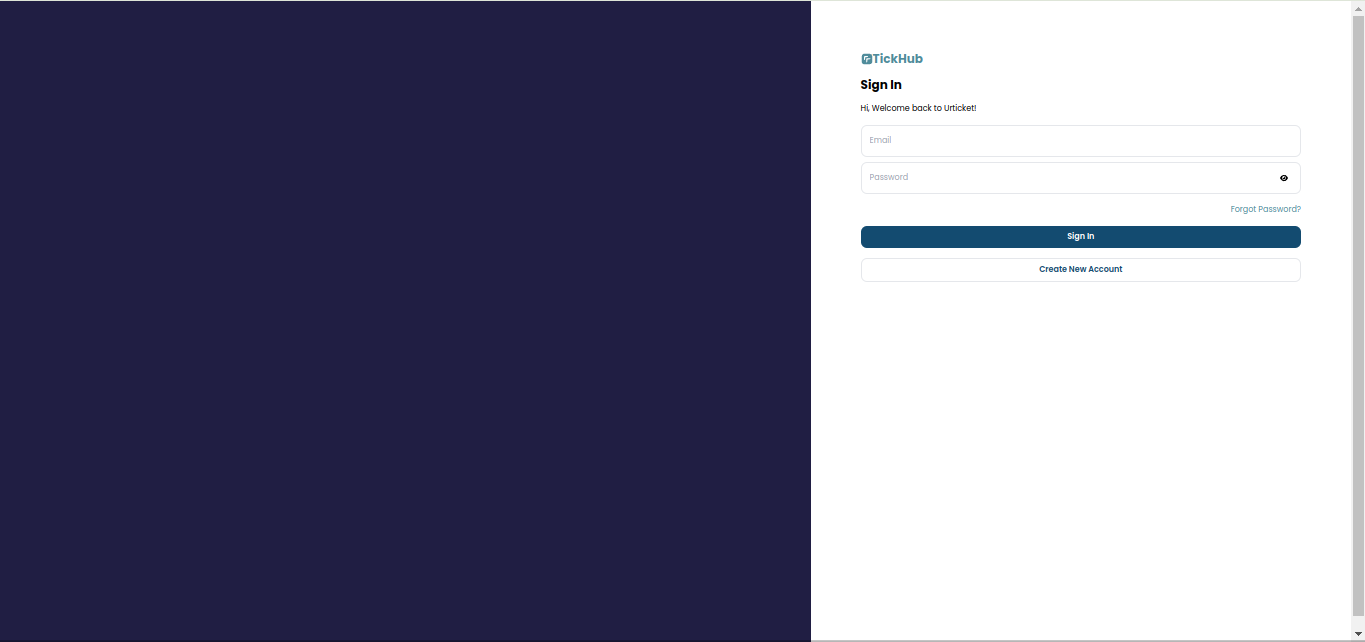 TickHub
Sign In
Hi, Welcome back to Urticket!
Email
Password
Forgot Password?
Sign In
Create New Account